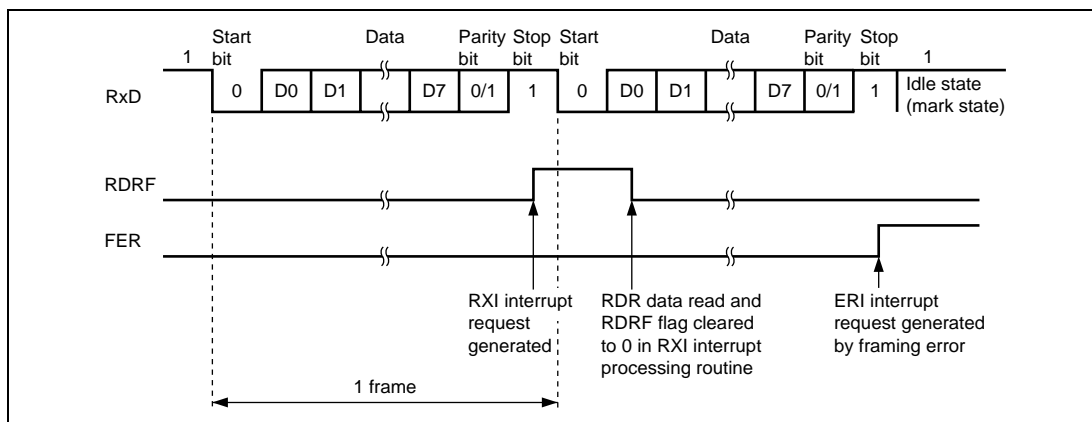 1 Start bit Data Parity bit Stop bit Start bit Data Parity bit Stop bit 1
RxD 0 D0 D1 D7 0/1 1 0 D0 D1 D7 0/1 1 Idle state (mark state)
RDRF
FER
RXI interrupt
request
generated
RDR data read and
RDRF flag cleared
to 0 in RXI interrupt
processing routine
ERI interrupt
request generated
by framing error
1 frame